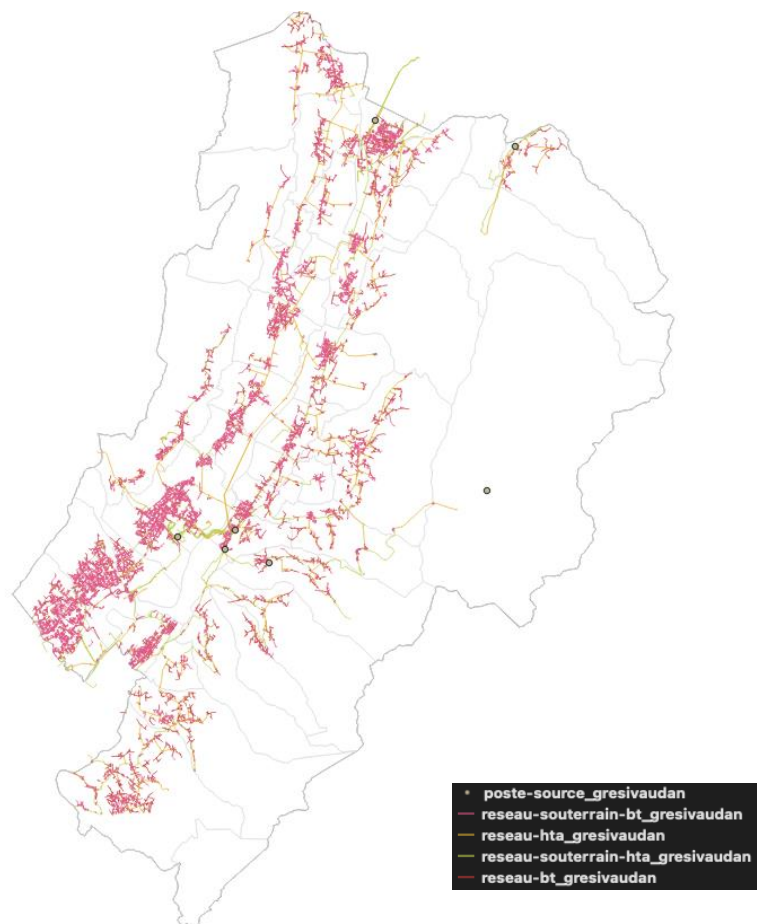 poste-source_gresivaudan
reseau-souterrain-bt_gresivaudan
reseau-hta_gresivaudan
reseau-souterrain-hta_gresivaudan
reseau-bt_gresivaudan